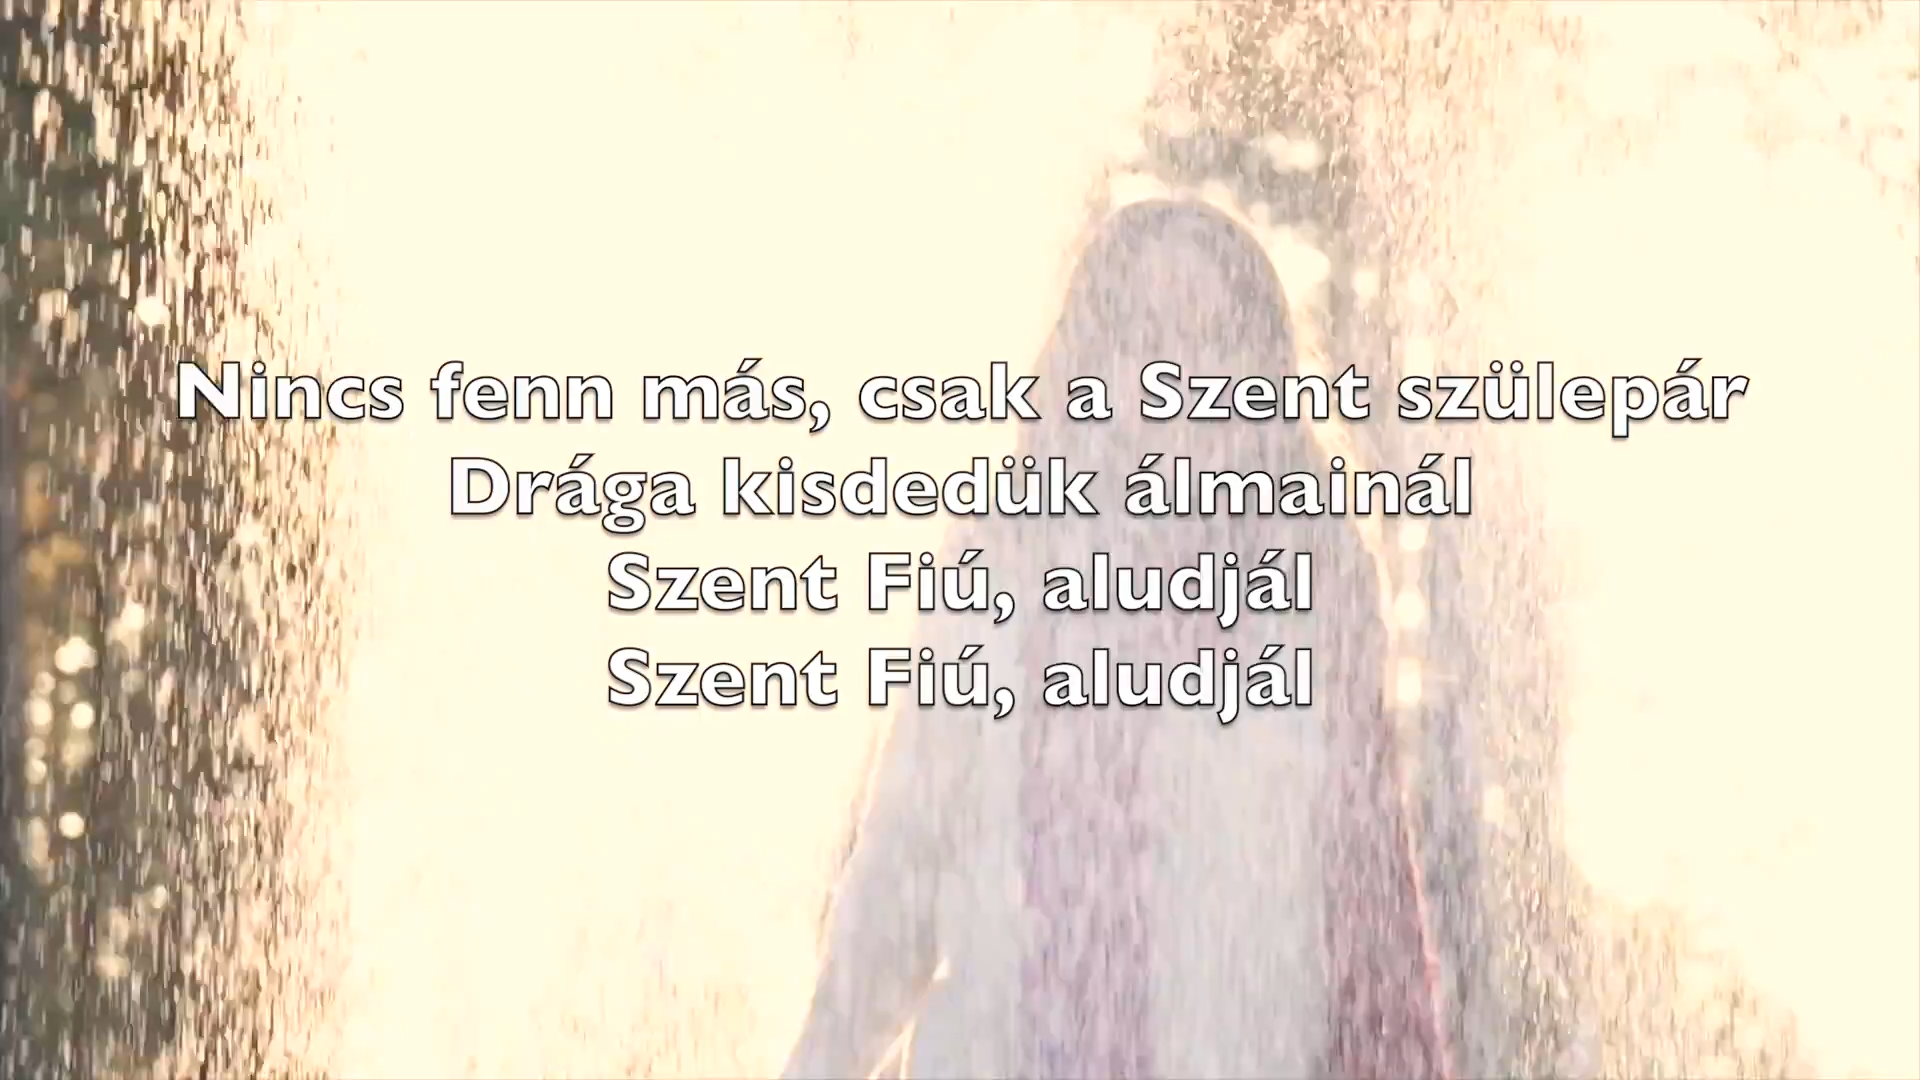 Nincs fenn más, csak a Szent szülepár
Drága kisdedük álmainál
Szent Fiú, aludjál
Szent Fiú, aludjál